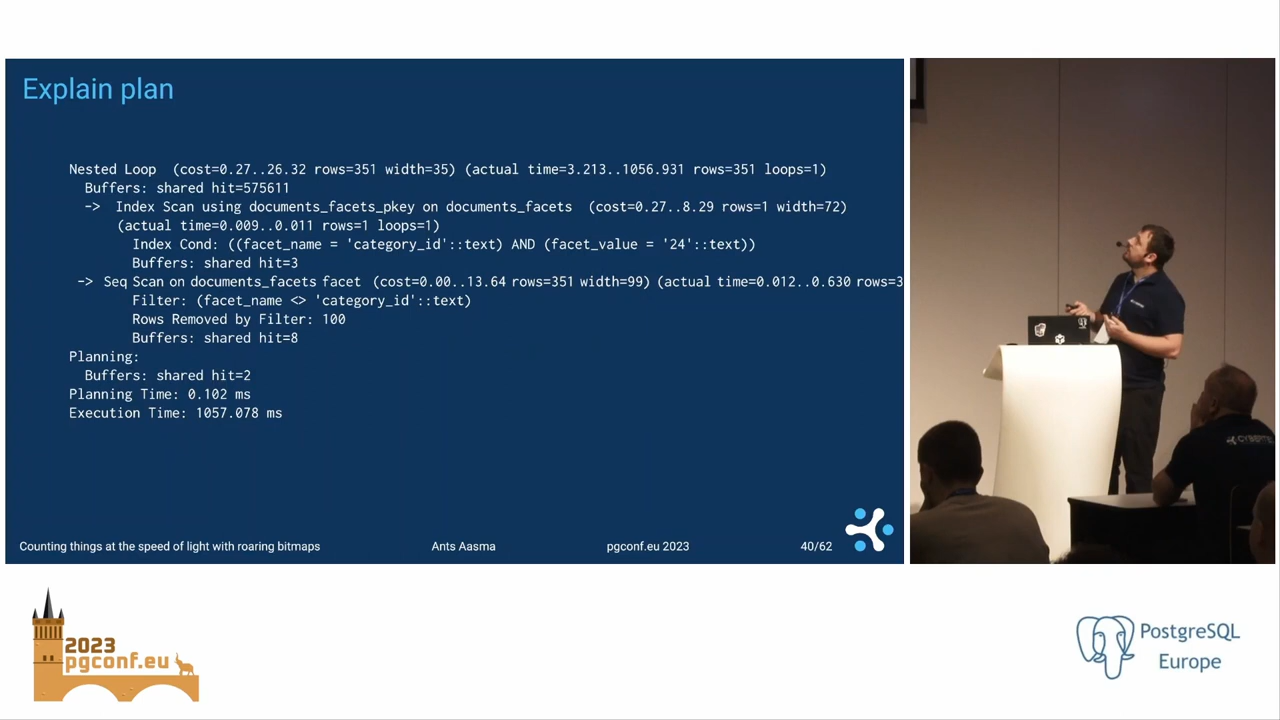 Explain plan
Nested Loop  (cost=0.27..26.32 rows=351 width=35) (actual time=3.213..1056.931 rows=351 loops=1)
Buffers: shared hit=575611
->  Index Scan using documents_facets_pkey on documents_facets  (cost=0.27..8.29 rows=1 width=72)
(actual time=0.009..0.011 rows=1 loops=1)
Index Cond: ((facet_name = 'category_id'::text) AND (facet_value = '24'::text))
Buffers: shared hit=3
-> Seq Scan on documents_facets facet (cost=0.00..13.64 rows=351 width=99) (actual time=0.012..0.630 rows=3
Filter: (facet_name <> 'category_id'::text)
Rows Removed by Filter: 100
Buffers: shared hit=8
Planning:
Buffers: shared hit=2
Planning Time: 0.102 ms
Execution Time: 1057.078 ms
Counting things at the speed of light with roaring bitmaps
Ants Aasma
pgconf.eu 2023
40/62
2023
pgconf.eu
PostgreSQL
Europe